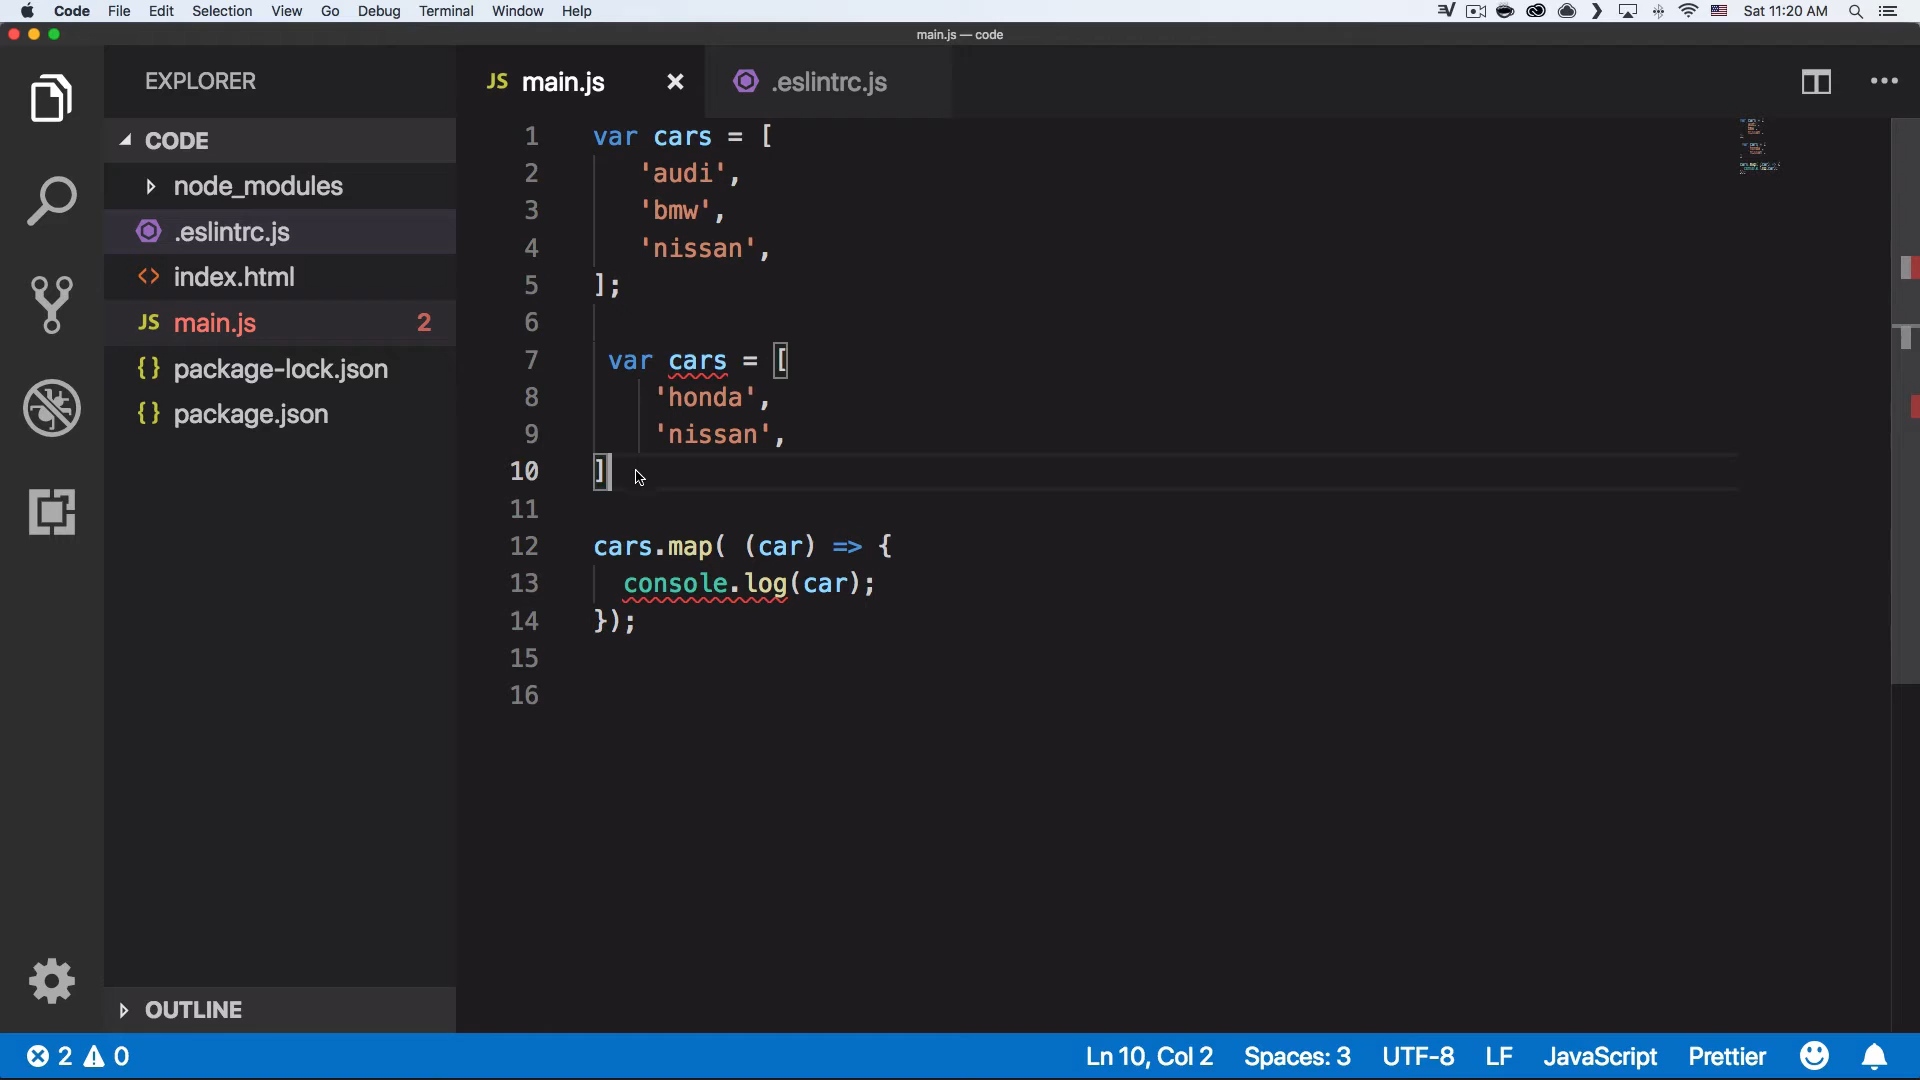 Code File Edit Selection View Go Debug Terminal Window Help Sat 11:20 AM
main.js — code
EXPLORER
JS main.js
.eslintrc.js
CODE
node_modules
.eslintrc.js
index.html
JS main.js 2
{} package-lock.json
{} package.json
OUTLINE
1 var cars = [
2 'audi',
3 'bmw',
4 'nissan',
5 ];
6
7 var cars = [
8 'honda',
9 'nissan',
10 ]
11
12 cars.map( (car) => {
13 console.log(car);
14 });
15
16
2 0 Ln 10, Col 2 Spaces: 3 UTF-8 LF JavaScript Prettier